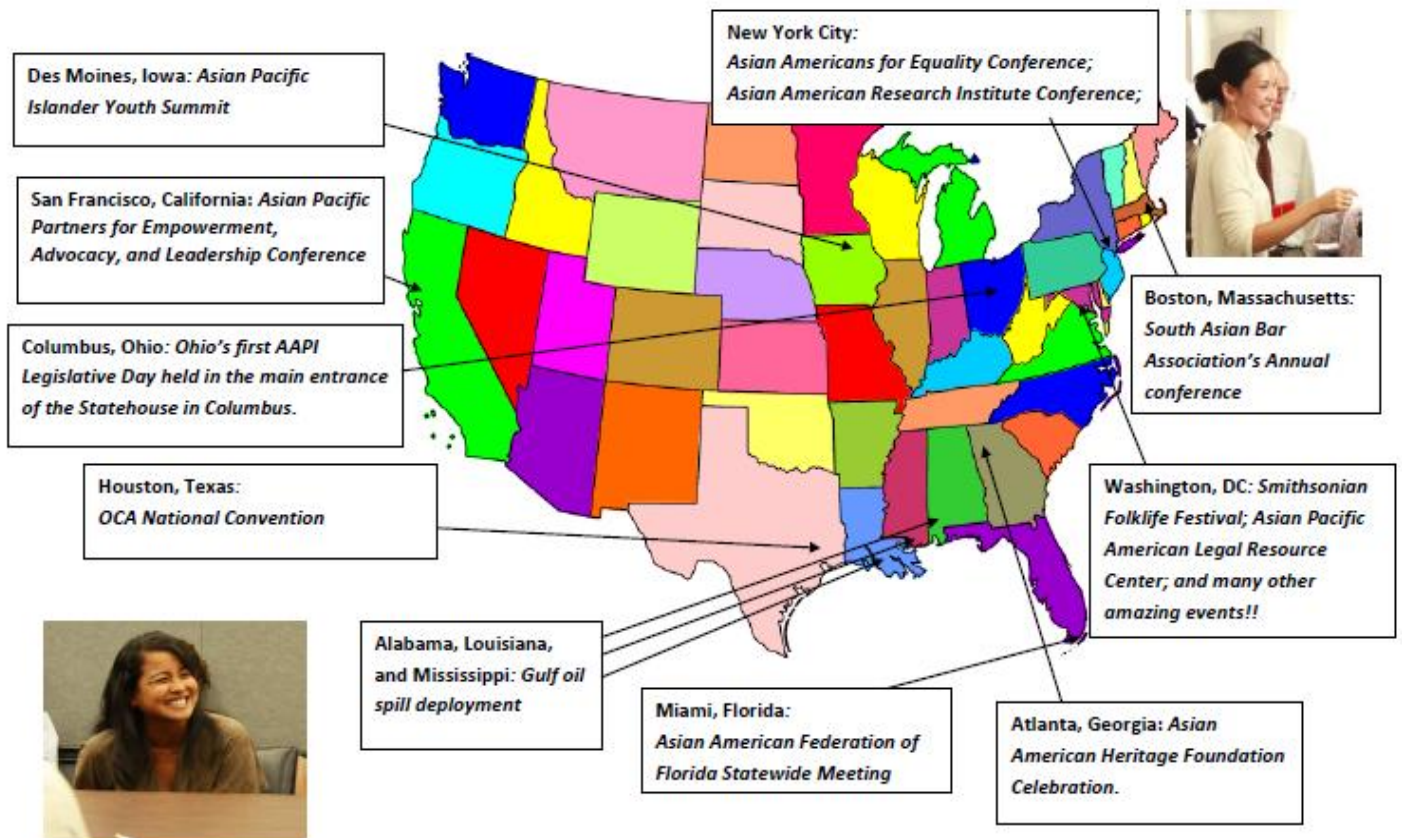 New York City:
Asian Americans for Equality Conference;
Asian American Research Institute Conference;
Des Moines, Iowa: Asian Pacific
Islander Youth Summit
San Francisco, California: Asian Pacific
Partners for Empowerment,
Advocacy, and Leadership Conference
Boston, Massachusetts:
South Asian Bar
Association's Annual
conference
Columbus, Ohio: Ohio's first AAPI
Legislative Day held in the main entrance
of the Statehouse in Columbus.
Houston, Texas:
OCA National Convention
Washington, DC: Smithsonian
Folklife Festival; Asian Pacific
American Legal Resource
Center; and many other
amazing events!!
Alabama, Louisiana,
and Mississippi: Gulf oil
spill deployment
Miami, Florida:
Asian American Federation of
Florida Statewide Meeting
Atlanta, Georgia: Asian
American Heritage Foundation
Celebration.